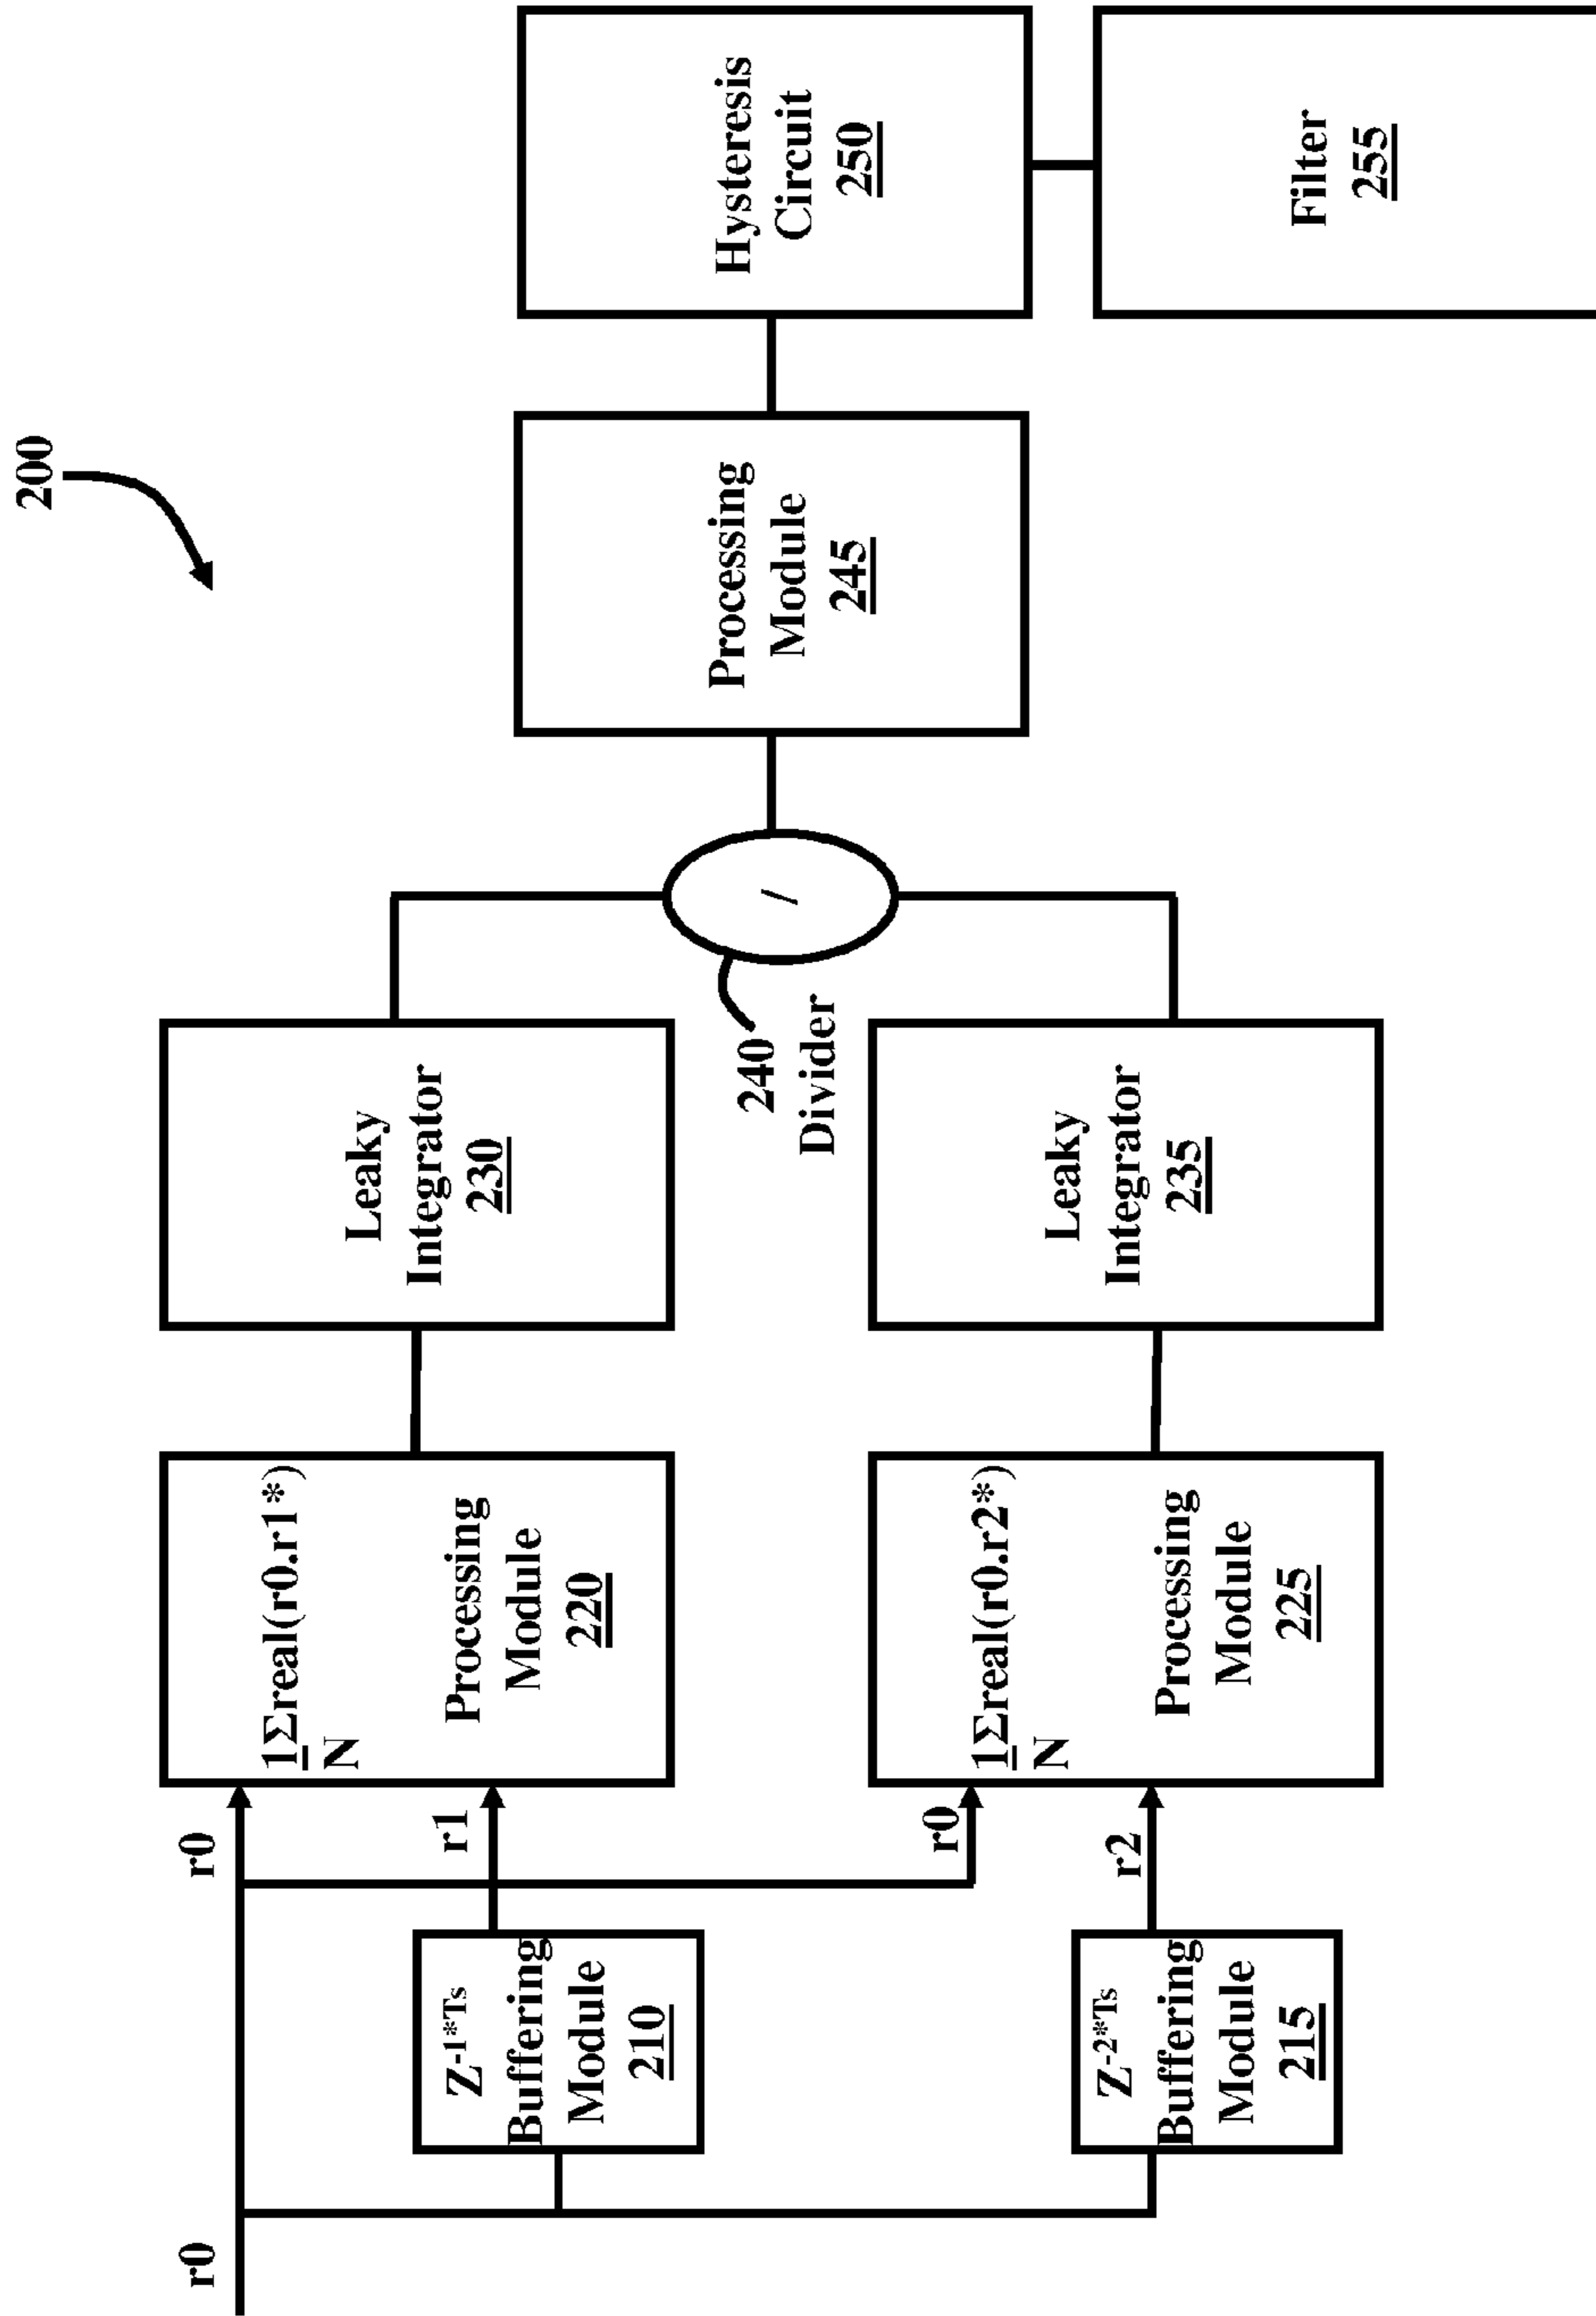 200
r0
r0
Z-1*Ts
Buffering
Module
210
r1
1Σreal(r0.r1*)
N
Processing
Module
220
Leaky
Integrator
230
r0
Z-2*Ts
Buffering
Module
215
r2
1Σreal(r0.r2*)
N
Processing
Module
225
Leaky
Integrator
235
/
240
Divider
Processing
Module
245
Hysteresis
Circuit
250
Filter
255